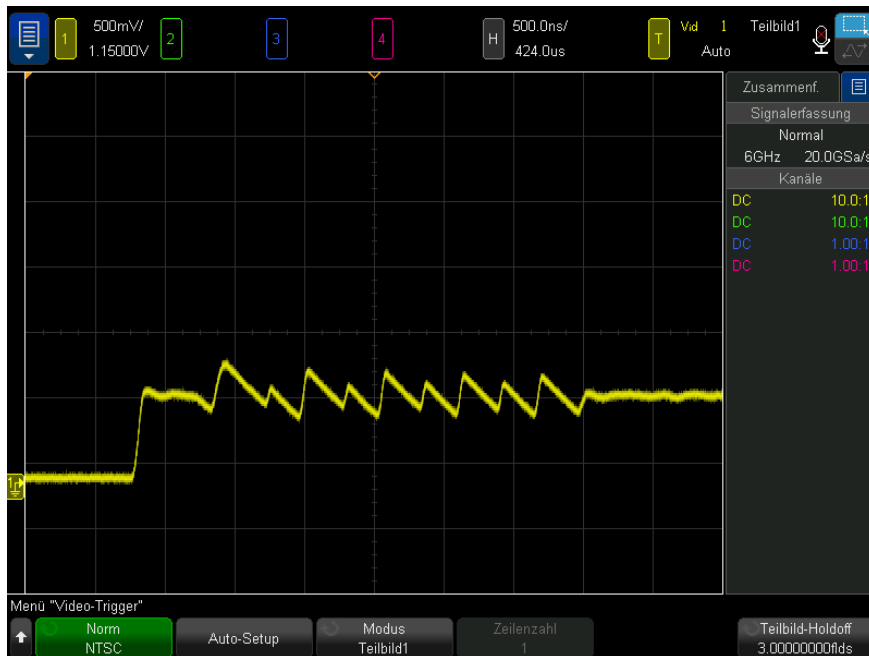 1 500mV/ 2 3 4 H 500.0ns/ T Vid 1 Teilbild1
1.15000V 424.0us Auto
Zusammenf.
Signalerfassung
Normal
6GHz 20.0GSa/s
Kanäle
DC 10.0:1
DC 10.0:1
DC 1.00:1
DC 1.00:1
1
Menü "Video-Trigger"
Norm Auto-Setup Modus Zeilenzahl Teilbild-Holdoff
NTSC Teilbild1 1 3.00000000flds